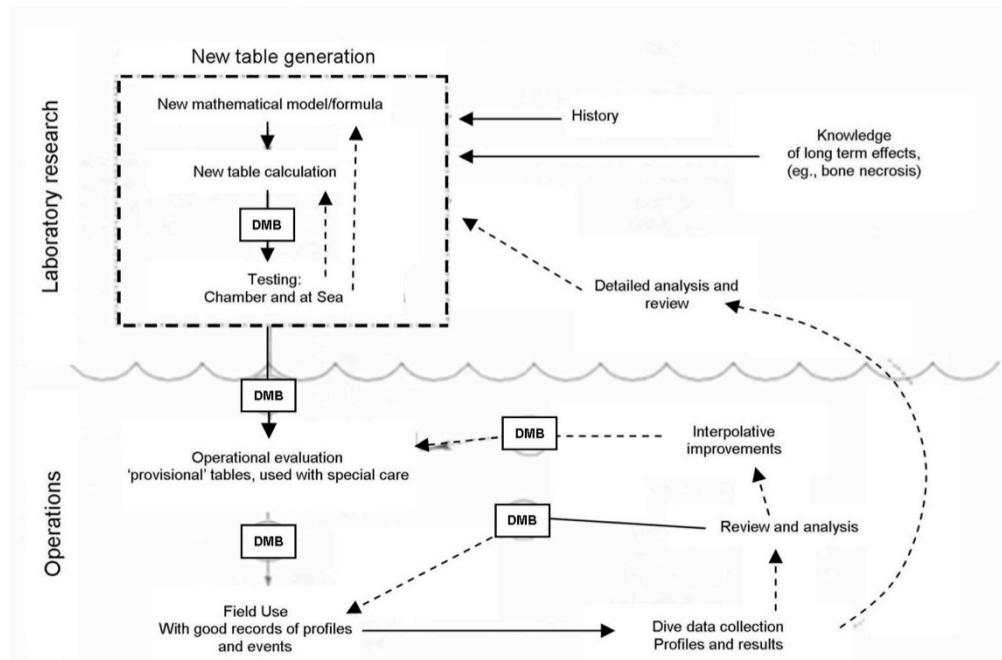 New table generation
New mathematical model/formula
New table calculation
DMB
Testing:
Chamber and at Sea
History
Knowledge
of long term effects,
(eg., bone necrosis)
Detailed analysis and
review
Laboratory research
DMB
Operational evaluation
'provisional' tables, used with special care
DMB
Interpolative
improvements
DMB
Review and analysis
DMB
Field Use
With good records of profiles
and events
Dive data collection
Profiles and results
Operations